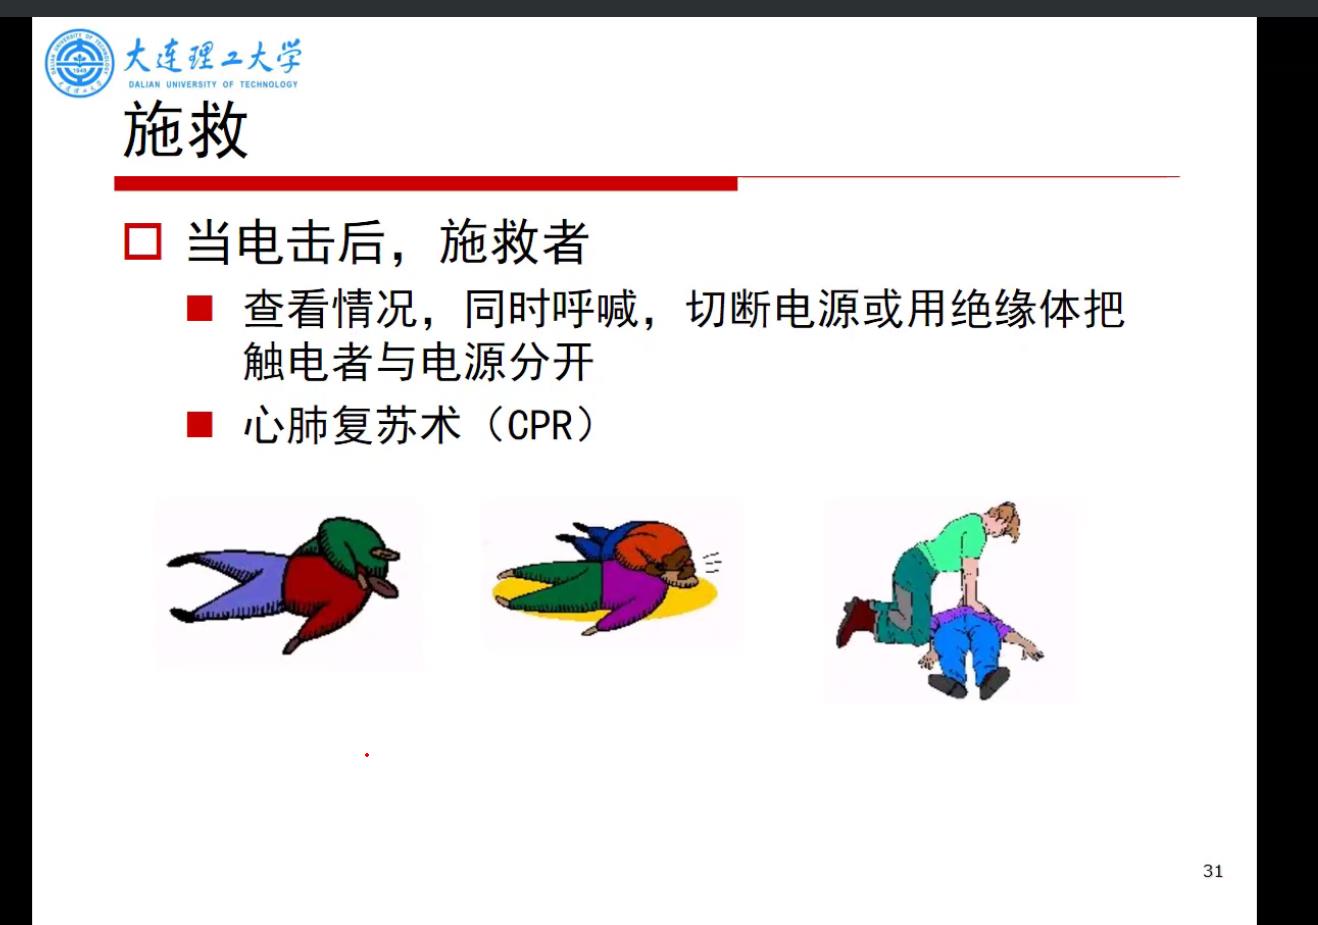 大连理工大学
DALIAN UNIVERSITY OF TECHNOLOGY
施救
当电击后，施救者
查看情况，同时呼喊，切断电源或用绝缘体把
触电者与电源分开
心肺复苏术（CPR）
31